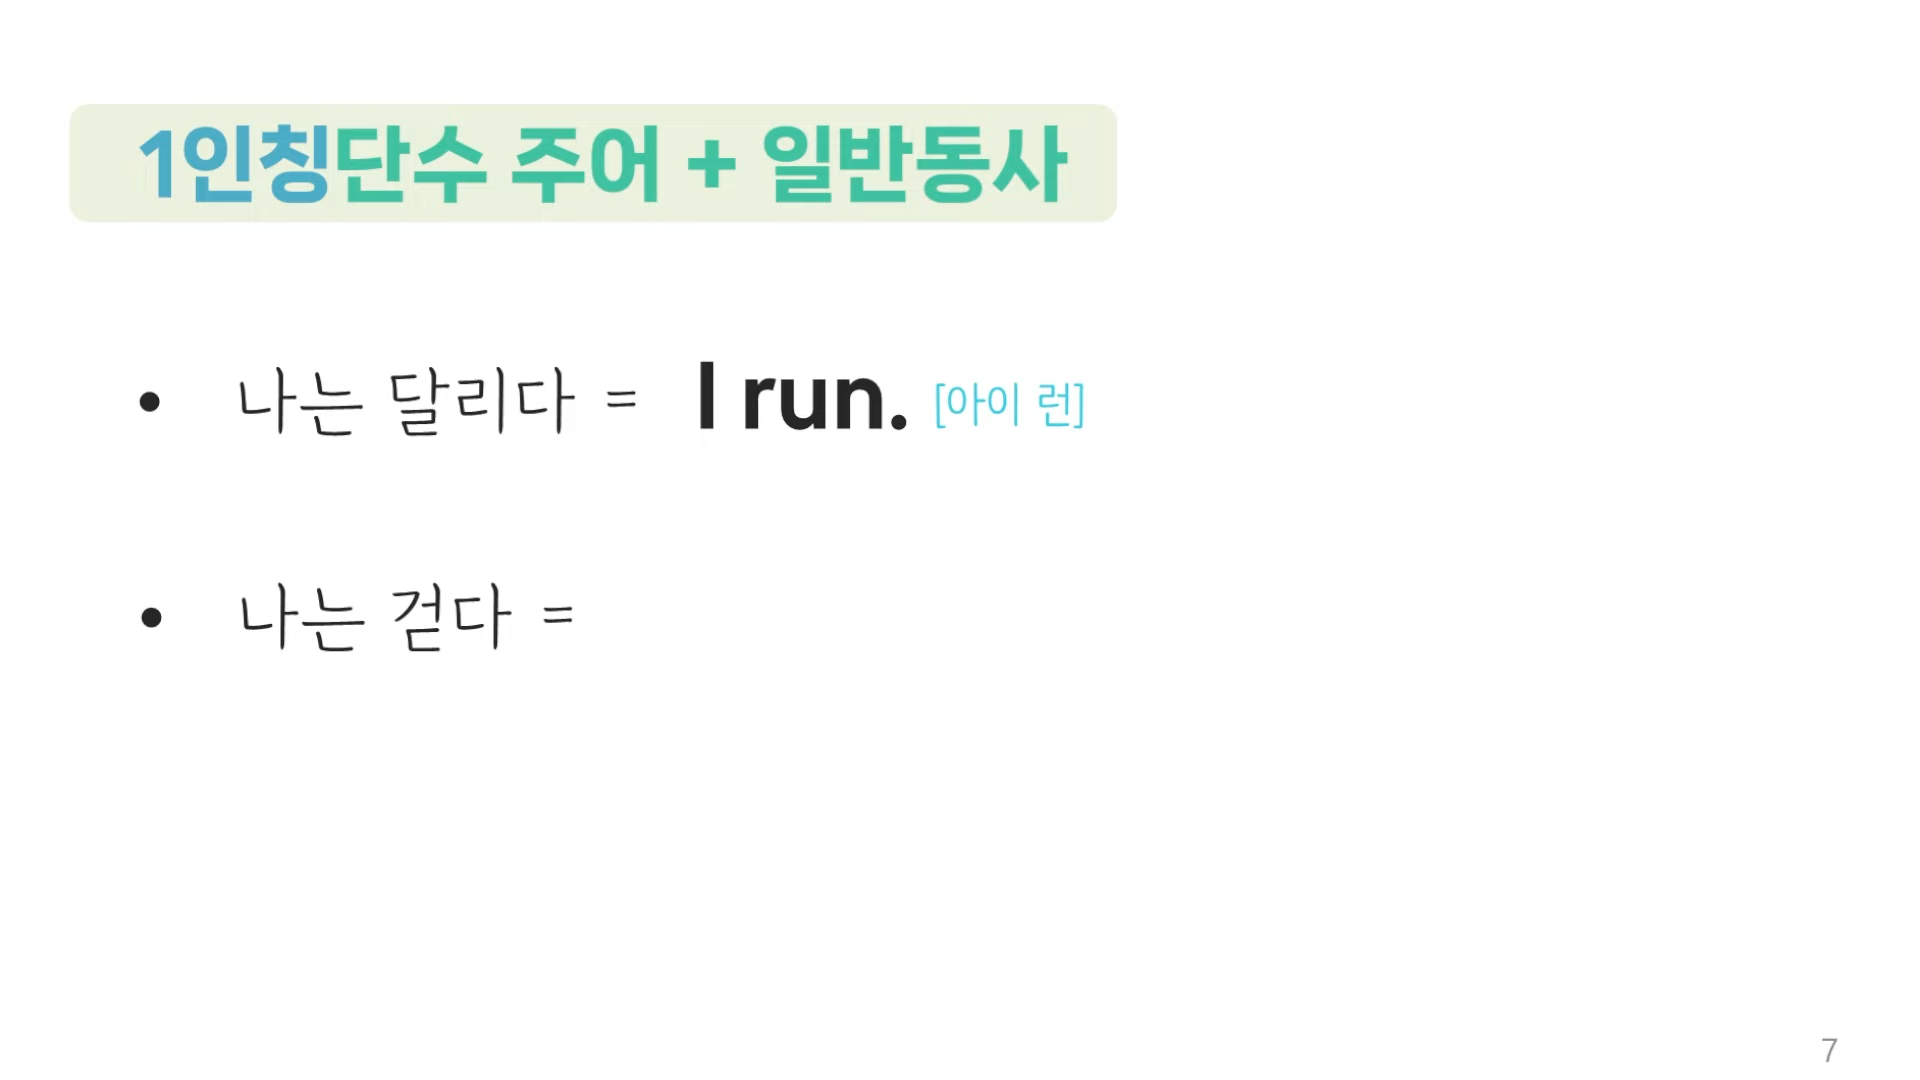 1인칭단수 주어 + 일반동사
• 나는 달리다 = I run. [아이 런]
• 나는 걷다 =
7